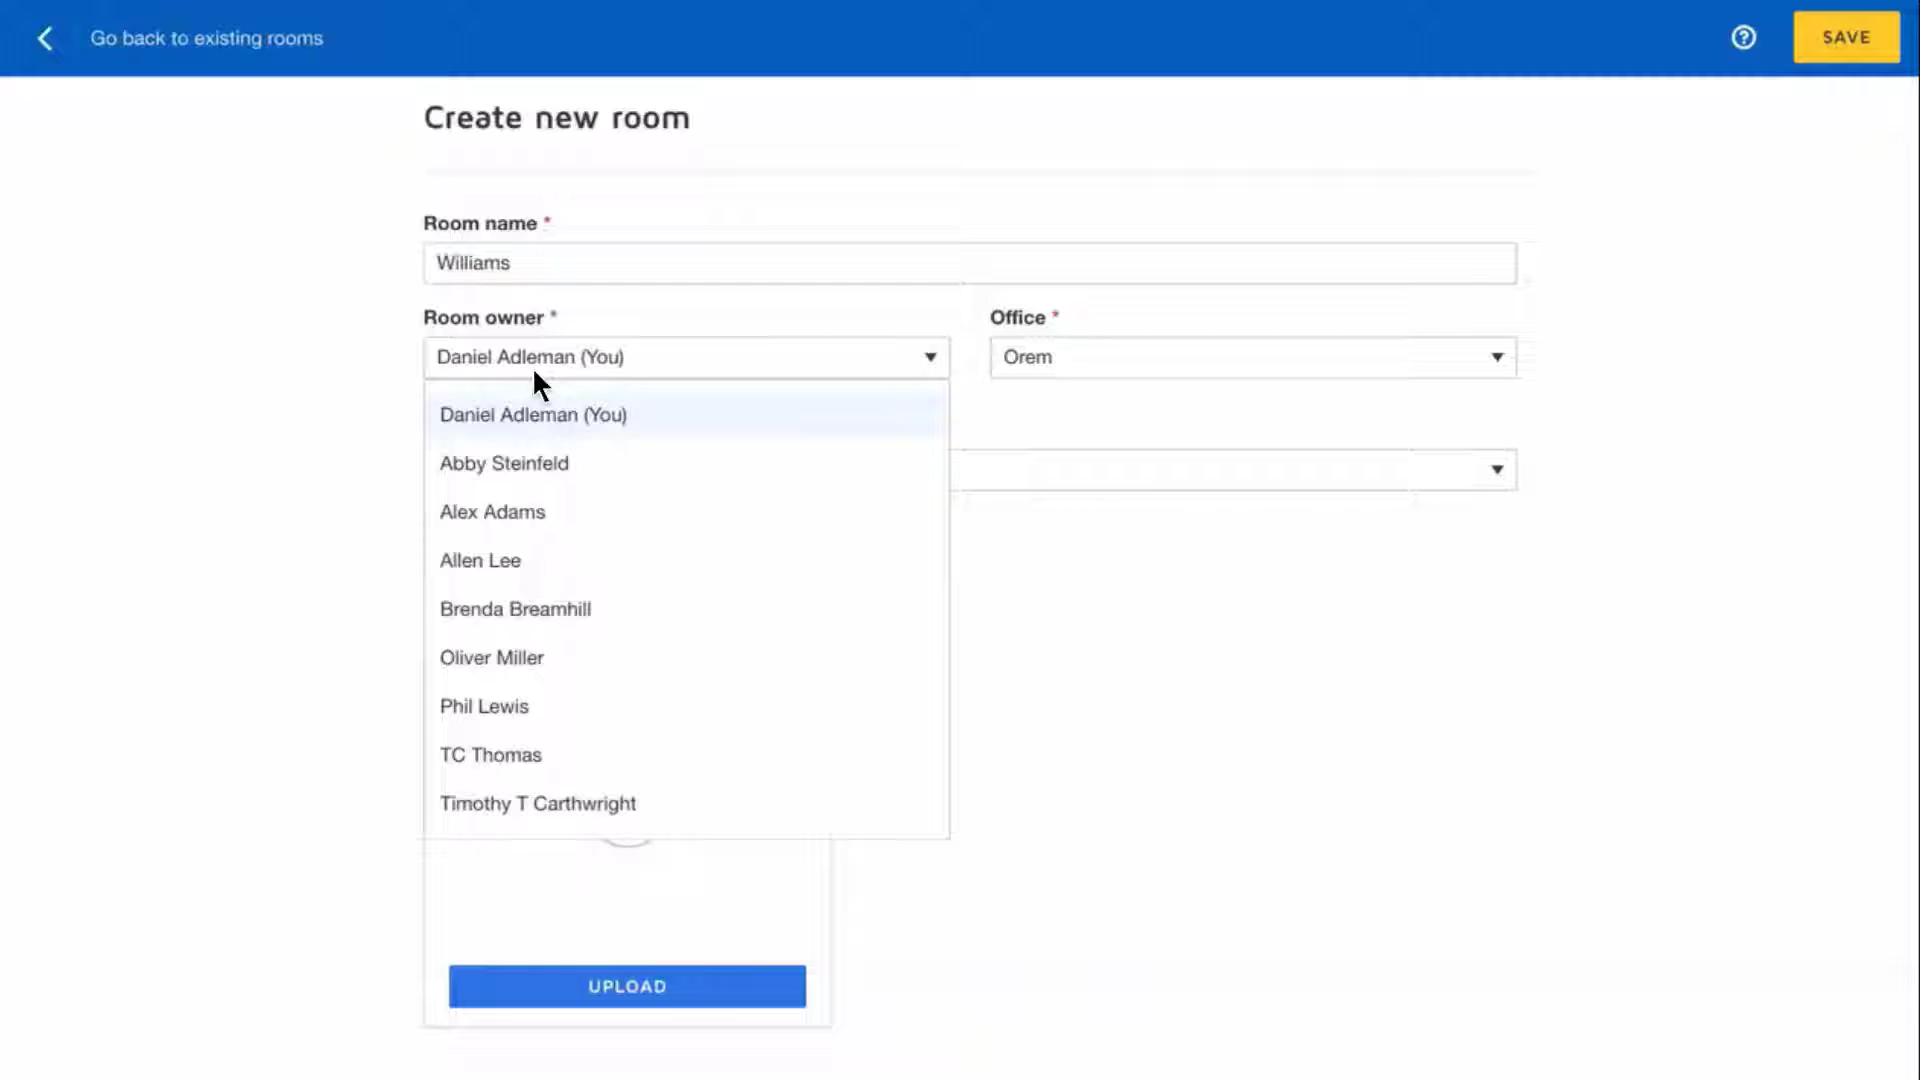 Go back to existing rooms
SAVE
Create new room
Room name *
Williams
Room owner *
Office *
Daniel Adleman (You)
Orem
Daniel Adleman (You)
Abby Steinfeld
Alex Adams
Allen Lee
Brenda Breamhill
Oliver Miller
Phil Lewis
TC Thomas
Timothy T Carthwright
UPLOAD